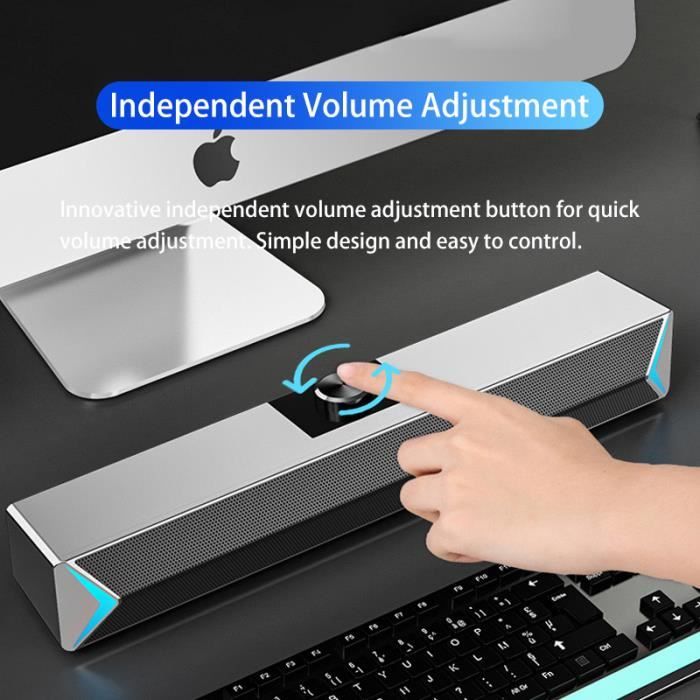 Independent Volume Adjustment
Innovative independent volume adjustment button for quick
volume adjustment. Simple design and easy to control.